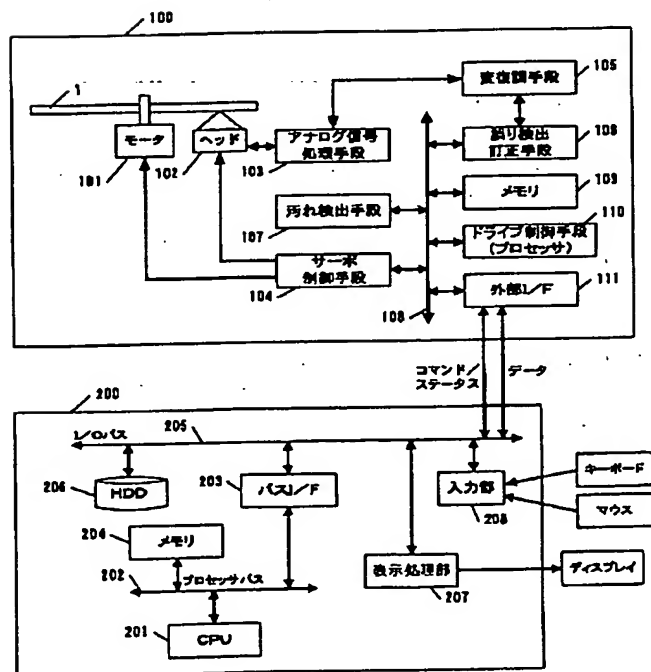 100
1
モータ
101
ヘッド
102
アナログ信号
処理手段
103
変復調手段
105
誤り検出
訂正手段
106
汚れ検出手段
107
メモリ
109
ドライブ制御手段
(プロセッサ)
110
サーボ
制御手段
104
108
外部I/F
111
コマンド/
ステータス
データ
200
I/Oバス
205
206
HDD
203
バスI/F
入力部
208
キーボード
マウス
204
メモリ
202
プロセッサバス
表示処理部
207
ディスプレイ
201
CPU